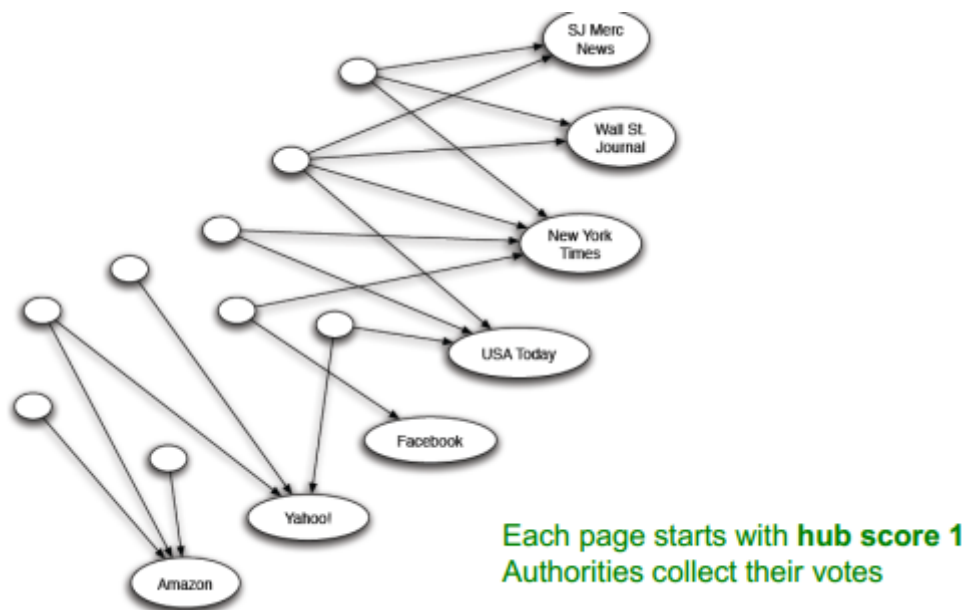 SJ Merc
News
Wall St.
Journal
New York
Times
USA Today
Facebook
Yahoo!
Amazon
Each page starts with hub score 1
Authorities collect their votes